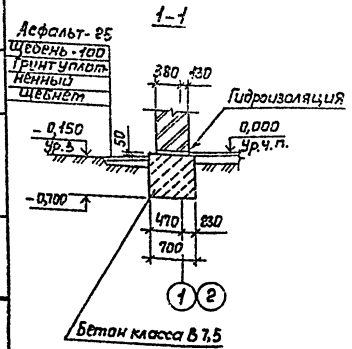 1-1
Асфальт-25
Щебень-100
Грунт уплот
ненный
щебнем
380
130
Гидроизоляция
-0,150
Ур.з
50
0,000
Ур.ч.п.
-0,700
470
230
700
1
2
Бетон класса В 7,5